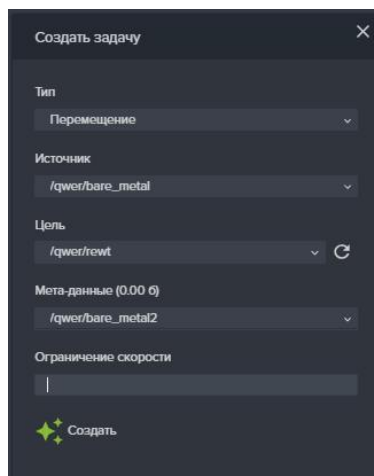 Создать задачу
Тип
Перемещение
Источник
/qwer/bare_metal
Цель
/qwer/rewt
Мета-данные (0.00 б)
/qwer/bare_metal2
Ограничение скорости
Создать